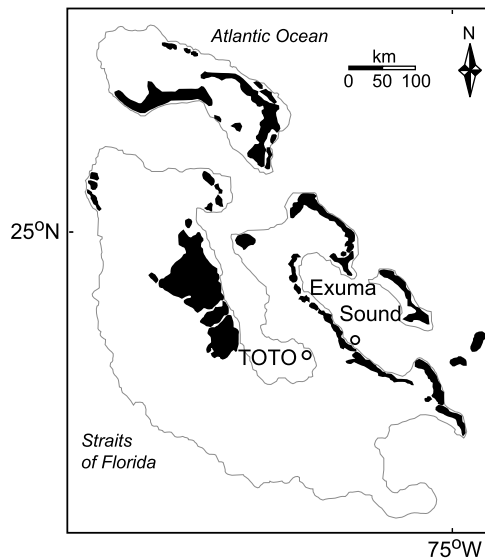 Atlantic Ocean
N
km
0 50 100
25°N
Exuma
Sound
TOTO
Straits
of Florida
75°W